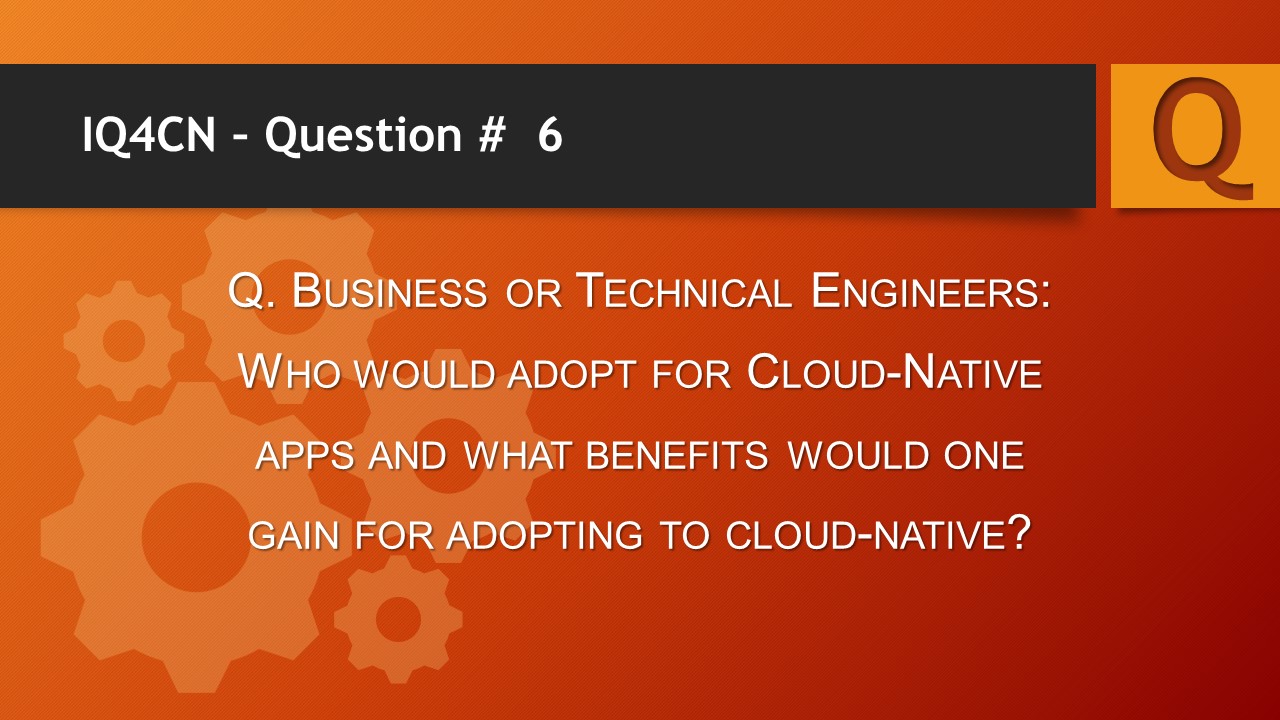 IQ4CN – Question # 6
Q
Q. Business or Technical Engineers:
Who would adopt for Cloud-Native
apps and what benefits would one
gain for adopting to cloud-native?